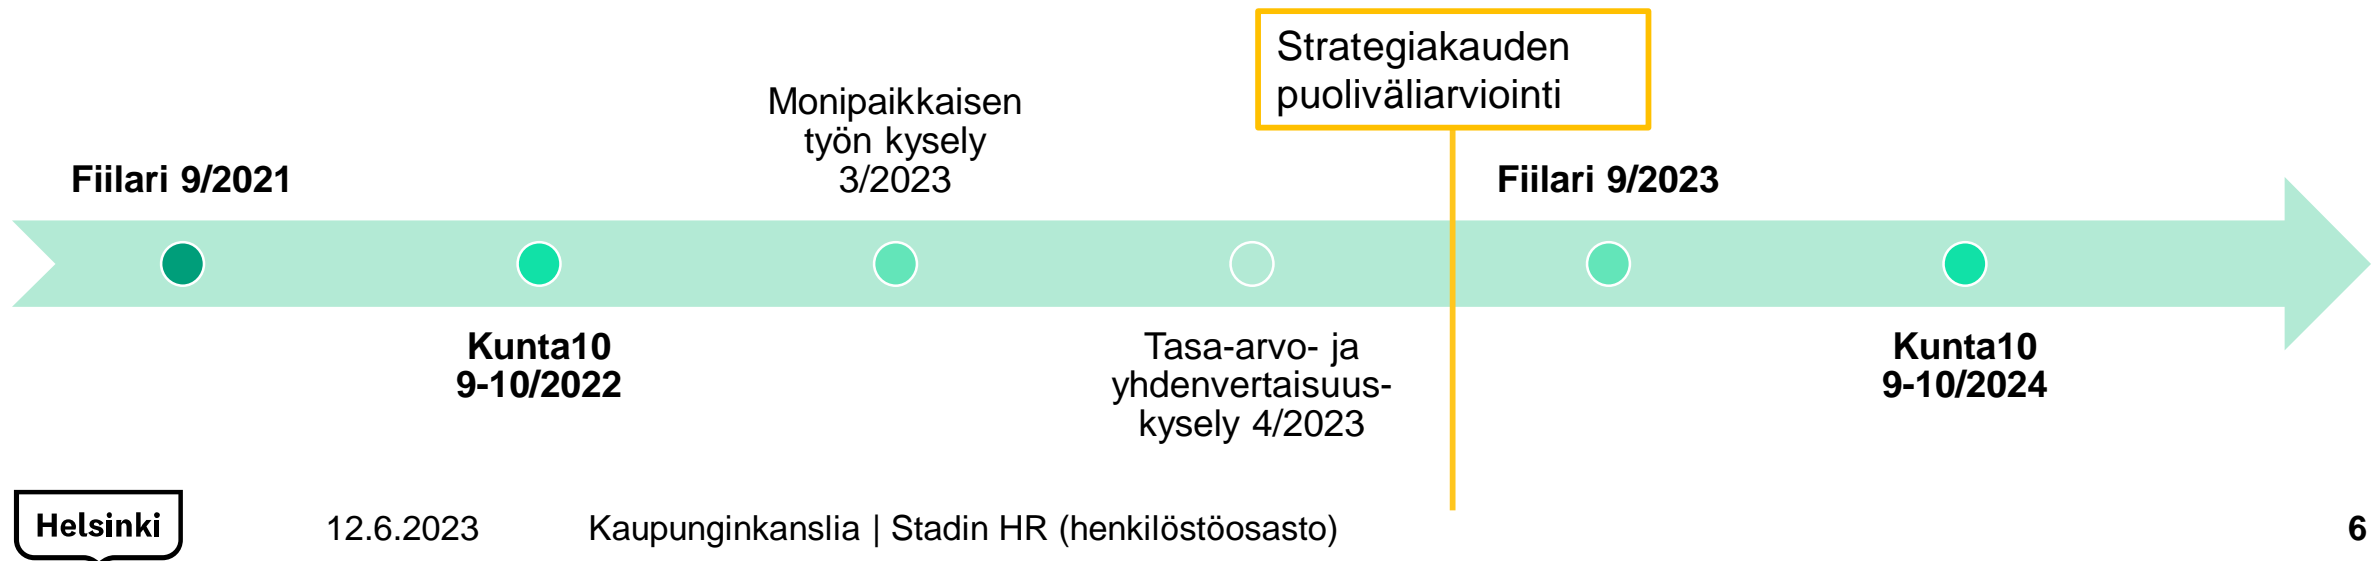 Strategiakauden
puoliväliarviointi
Monipaikkaisen
työn kysely
3/2023
Fiilari 9/2021
Fiilari 9/2023
Kunta10
9-10/2022
Tasa-arvo- ja
yhdenvertaisuus-
kysely 4/2023
Kunta10
9-10/2024
Helsinki
12.6.2023
Kaupunginkanslia | Stadin HR (henkilöstöosasto)
6